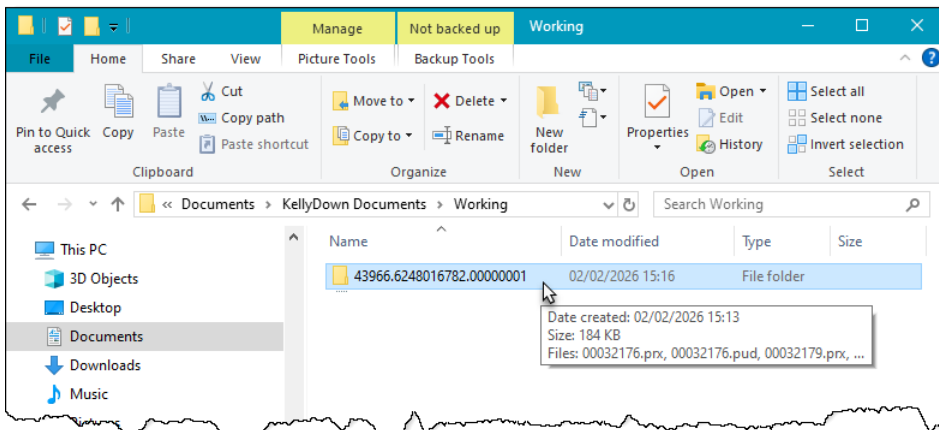 Manage Not backed up Working
File Home Share View Picture Tools Backup Tools
Pin to Quick access
Copy
Paste
Cut
Copy path
Paste shortcut
Clipboard
Move to
Copy to
Delete
Rename
Organize
New folder
New
Properties
Open
Edit
History
Open
Select all
Select none
Invert selection
Select
« Documents › KellyDown Documents › Working
Search Working
This PC
3D Objects
Desktop
Documents
Downloads
Music
Name Date modified Type Size
43966.6248016782.00000001 02/02/2026 15:16 File folder
Date created: 02/02/2026 15:13
Size: 184 KB
Files: 00032176.prx, 00032176.pud, 00032179.prx, ...